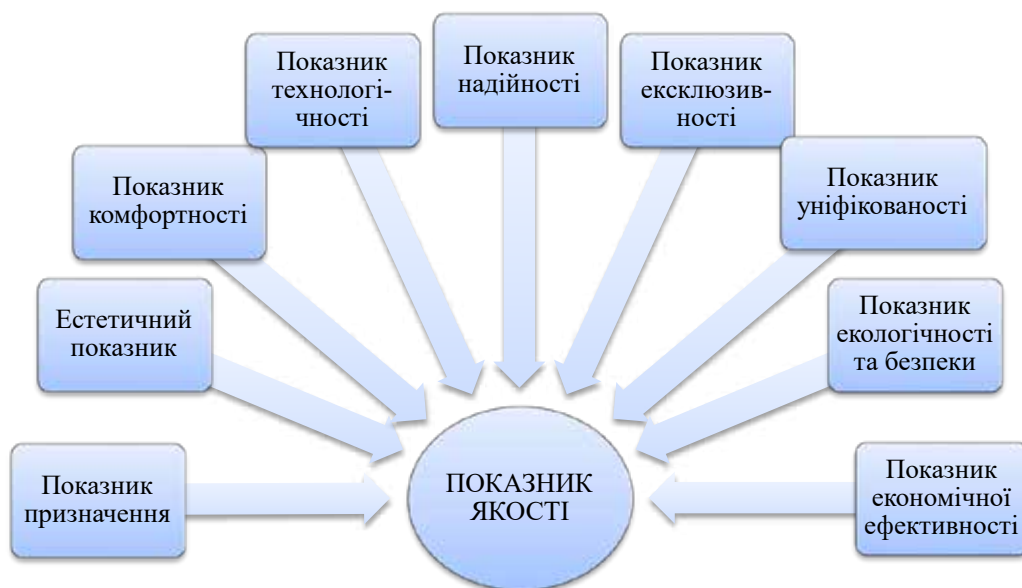 Показник
призначення
Естетичний
показник
Показник
комфортності
Показник
технологі-
чності
Показник
надійності
Показник
ексклюзив-
ності
Показник
уніфікованості
Показник
екологічності
та безпеки
Показник
економічної
ефективності
ПОКАЗНИК
ЯКОСТІ